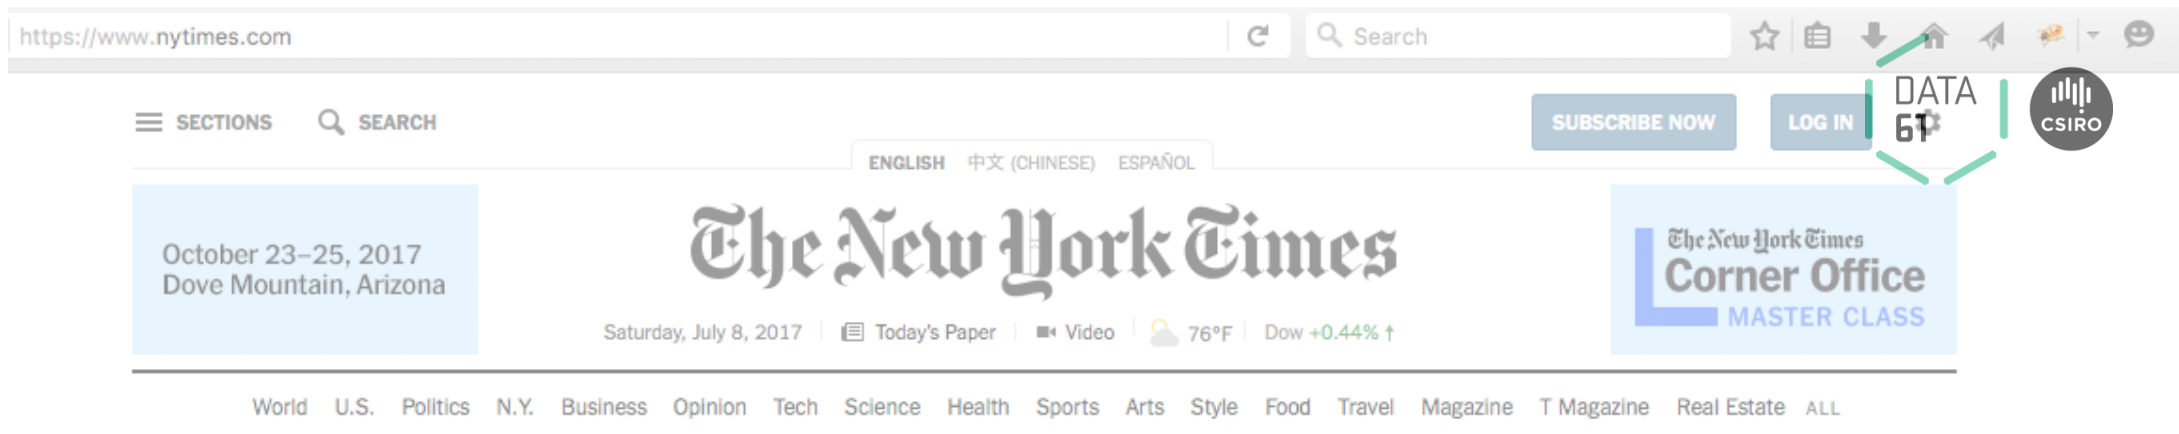 https://www.nytimes.com
Search
SECTIONS SEARCH
SUBSCRIBE NOW LOG IN
DATA
61
CSIRO
ENGLISH 中文 (CHINESE) ESPAÑOL
October 23–25, 2017
Dove Mountain, Arizona
The New York Times
Saturday, July 8, 2017 Today's Paper Video 76°F Dow +0.44% ↑
The New York Times
Corner Office
MASTER CLASS
World U.S. Politics N.Y. Business Opinion Tech Science Health Sports Arts Style Food Travel Magazine T Magazine Real Estate ALL